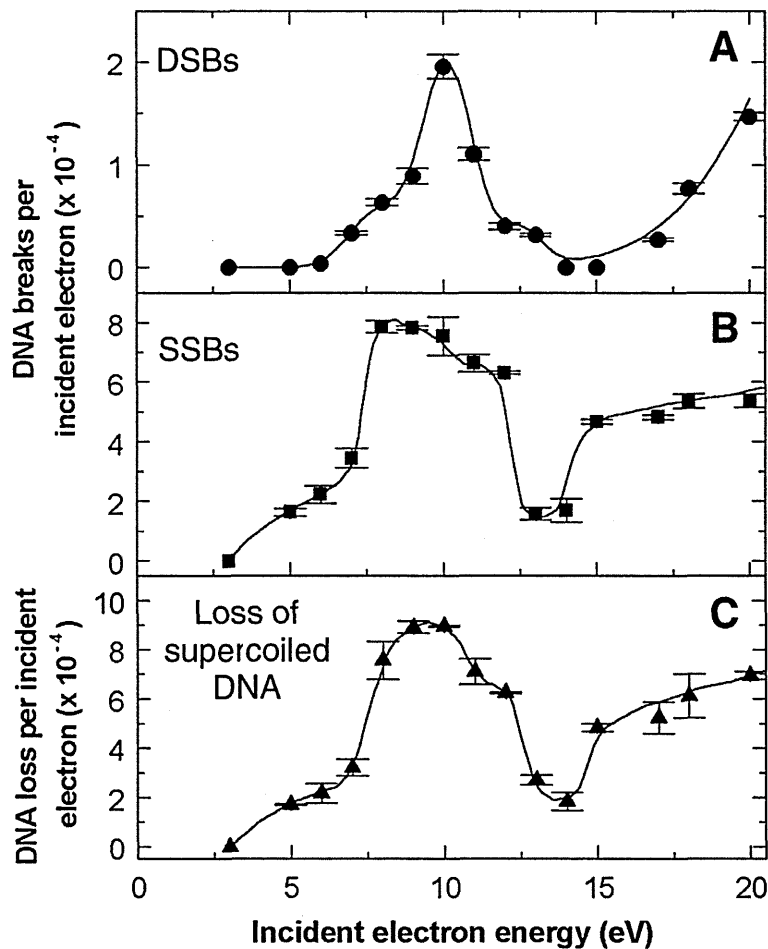 DNA breaks per
incident electron (x 10⁻⁴)
DSBs
A
2
1
0
SSBs
B
8
6
4
2
0
DNA loss per incident
electron (x 10⁻⁴)
Loss of
supercoiled
DNA
C
10
8
6
4
2
0
0 5 10 15 20
Incident electron energy (eV)